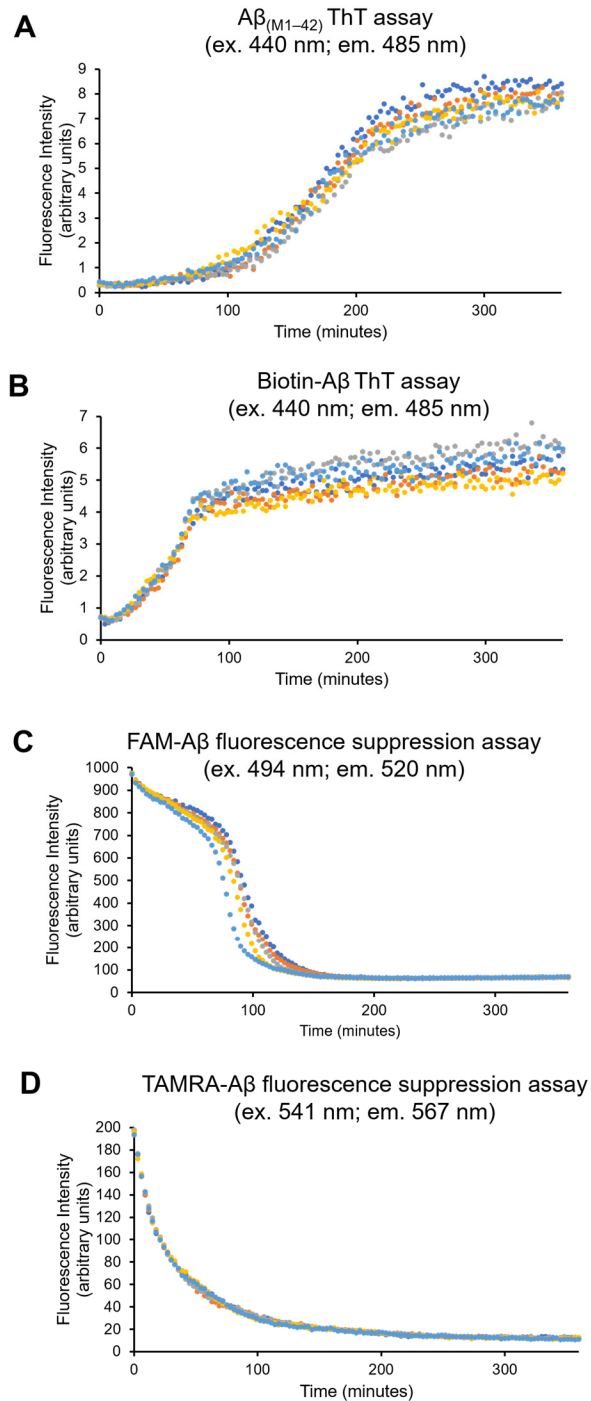 A
Aβ(M1–42) ThT assay
(ex. 440 nm; em. 485 nm)
Fluorescence Intensity
(arbitrary units)
9
8
7
6
5
4
3
2
1
0
0 100 200 300
Time (minutes)
B
Biotin-Aβ ThT assay
(ex. 440 nm; em. 485 nm)
Fluorescence Intensity
(arbitrary units)
7
6
5
4
3
2
1
0
0 100 200 300
Time (minutes)
C
FAM-Aβ fluorescence suppression assay
(ex. 494 nm; em. 520 nm)
Fluorescence Intensity
(arbitrary units)
1000
900
800
700
600
500
400
300
200
100
0
0 100 200 300
Time (minutes)
D
TAMRA-Aβ fluorescence suppression assay
(ex. 541 nm; em. 567 nm)
Fluorescence Intensity
(arbitrary units)
200
180
160
140
120
100
80
60
40
20
0
0 100 200 300
Time (minutes)